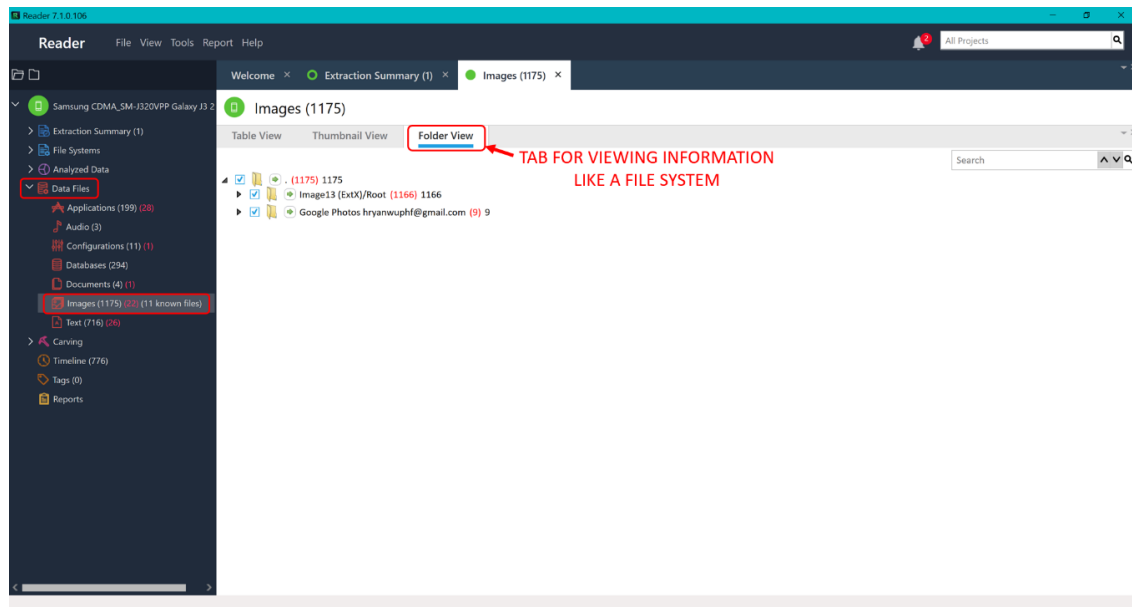 Reader 7.1.0.106
Reader File View Tools Report Help
2
All Projects
Welcome × Extraction Summary (1) × Images (1175) ×
Samsung CDMA_SM-J320VPP Galaxy J3 2
Images (1175)
Extraction Summary (1)
Table View Thumbnail View Folder View
File Systems
TAB FOR VIEWING INFORMATION
LIKE A FILE SYSTEM
Search
Analyzed Data
. (1175) 1175
Data Files
Image13 (ExtX)/Root (1166) 1166
Applications (199) (28)
Google Photos hryanwuphf@gmail.com (9) 9
Audio (3)
Configurations (11) (1)
Databases (294)
Documents (4) (1)
Images (1175) (22) (11 known files)
Text (716) (26)
Carving
Timeline (776)
Tags (0)
Reports